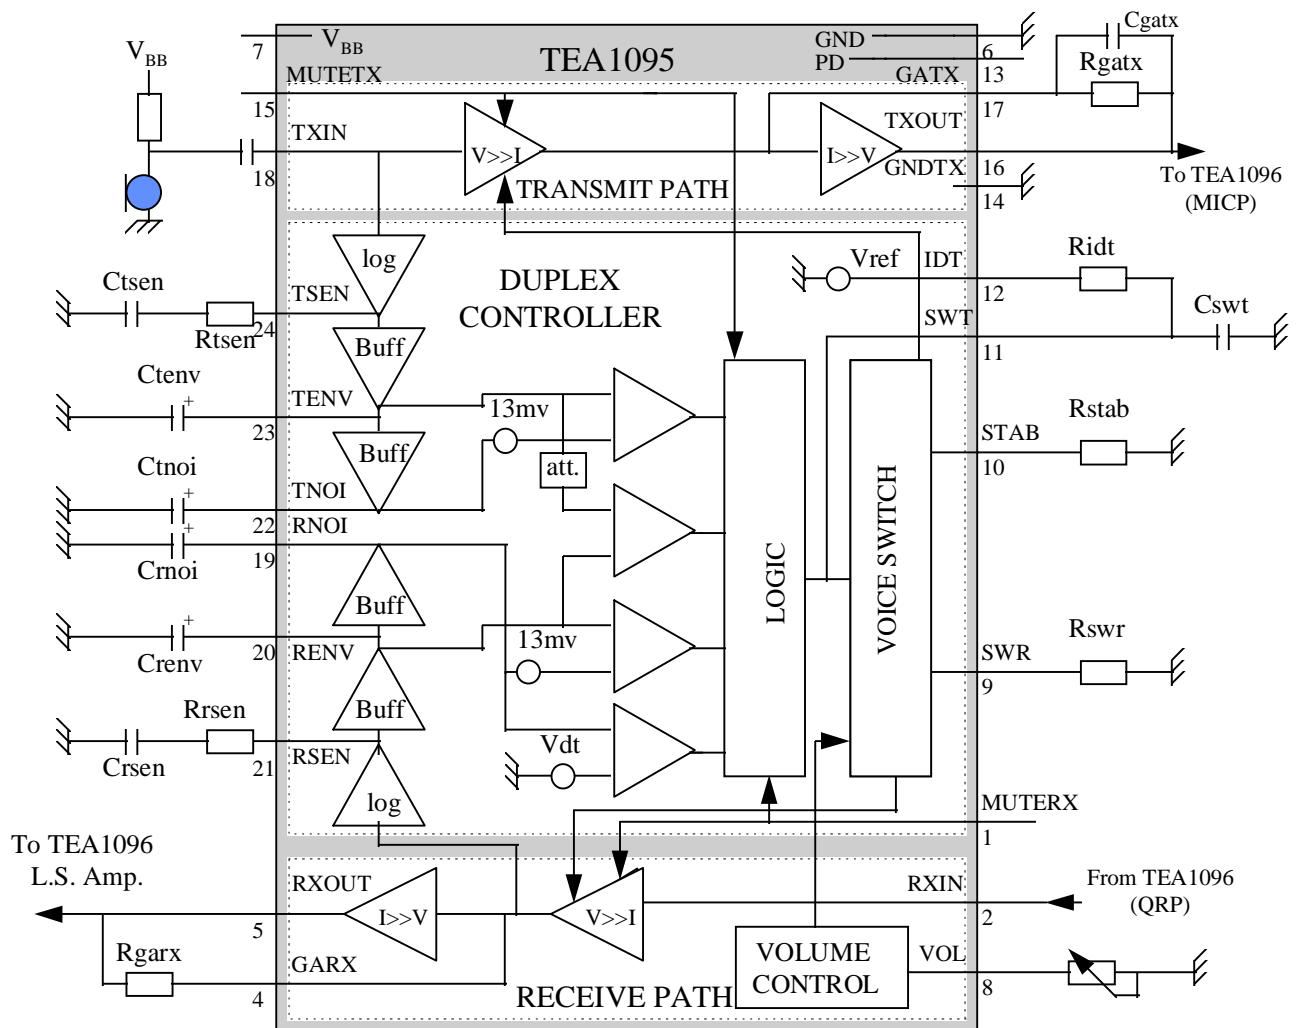 Cgatx
V_BB
7
V_BB
TEA1095
GND
6
PD
Rgatx
MUTETX
GATX
13
15
17
TXIN
TXOUT
V>>I
I>>V
18
GNDTX
16
TRANSMIT PATH
14
To TEA1096
(MICP)
log
Vref
IDT
Ridt
Ctsen
DUPLEX
CONTROLLER
TSEN
12
Cswt
24
SWT
Rtsen
Buff
11
Ctenv
+
TENV
13mv
Rstab
23
STAB
Buff
10
Ctnoi
att.
+
TNOI
22
RNOI
+
19
Crnoi
LOGIC
VOICE SWITCH
Buff
+
13mv
Rswr
Crenv
20
RENV
SWR
9
Rrsen
Buff
Vdt
Crsen
21
RSEN
log
MUTERX
1
To TEA1096
L.S. Amp.
RXOUT
RXIN
From TEA1096
(QRP)
I>>V
V>>I
5
2
Rgarx
GARX
VOLUME
CONTROL
VOL
4
8
RECEIVE PATH